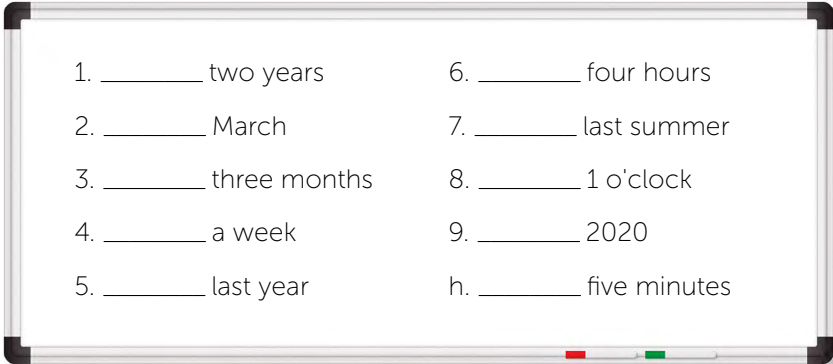 1. ________ two years
2. ________ March
3. ________ three months
4. ________ a week
5. ________ last year
6. ________ four hours
7. ________ last summer
8. ________ 1 o'clock
9. ________ 2020
h. ________ five minutes